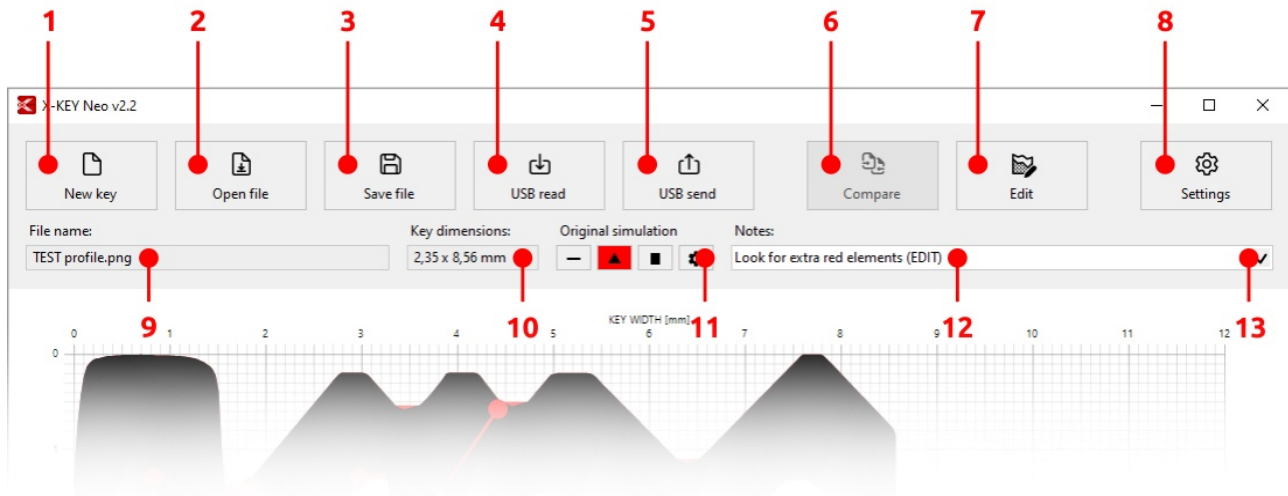 1 2 3 4 5 6 7 8
X-KEY Neo v2.2
New key Open file Save file USB read USB send Compare Edit Settings
File name: Key dimensions: Original simulation Notes:
TEST profile.png 2,35 x 8,56 mm Look for extra red elements (EDIT)
9 10 11 12 13
KEY WIDTH [mm]
0 1 2 3 4 5 6 7 8 9 10 11 12
0
1